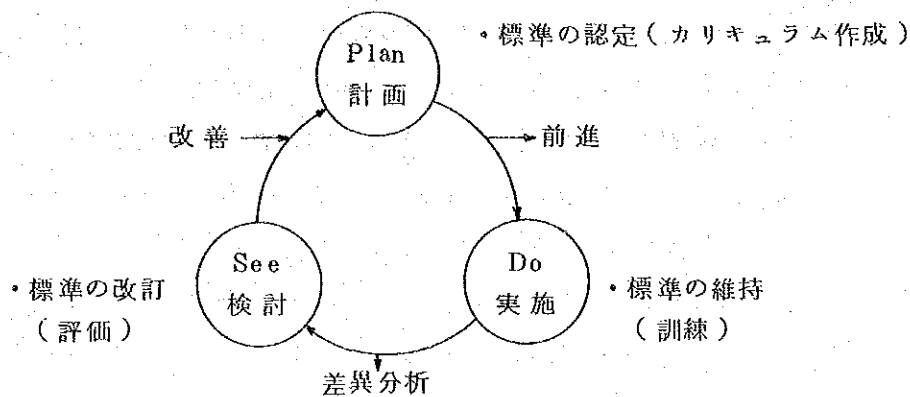 Plan
計画
・標準の認定(カリキュラム作成)
改善
前進
See
検討
・標準の改訂
(評価)
Do
実施
・標準の維持
(訓練)
差異分析